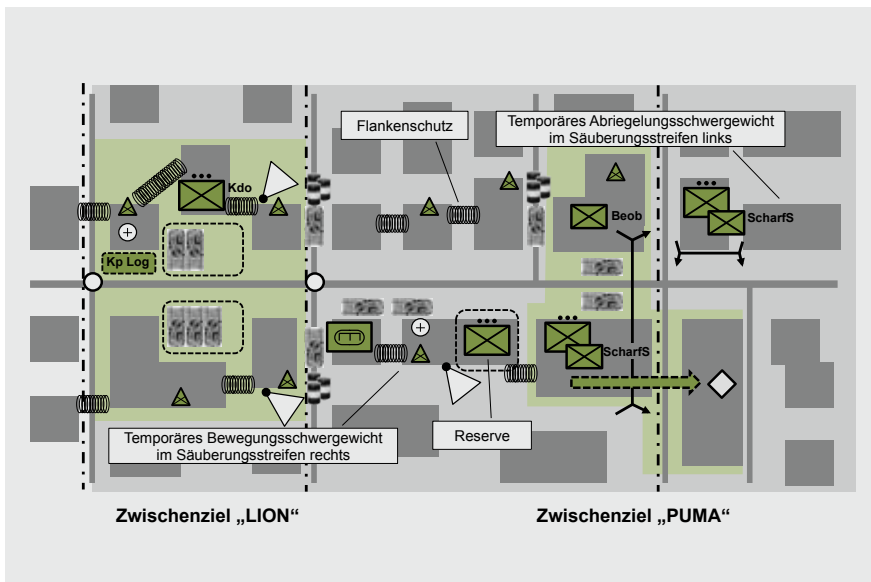 Flankenschutz
Temporäres Abriegelungsschwergewicht
im Säuberungsstreifen links
Kdo
Beob
ScharfS
Kp Log
ScharfS
Temporäres Bewegungsschwergewicht
im Säuberungsstreifen rechts
Reserve
Zwischenziel „LION“
Zwischenziel „PUMA“